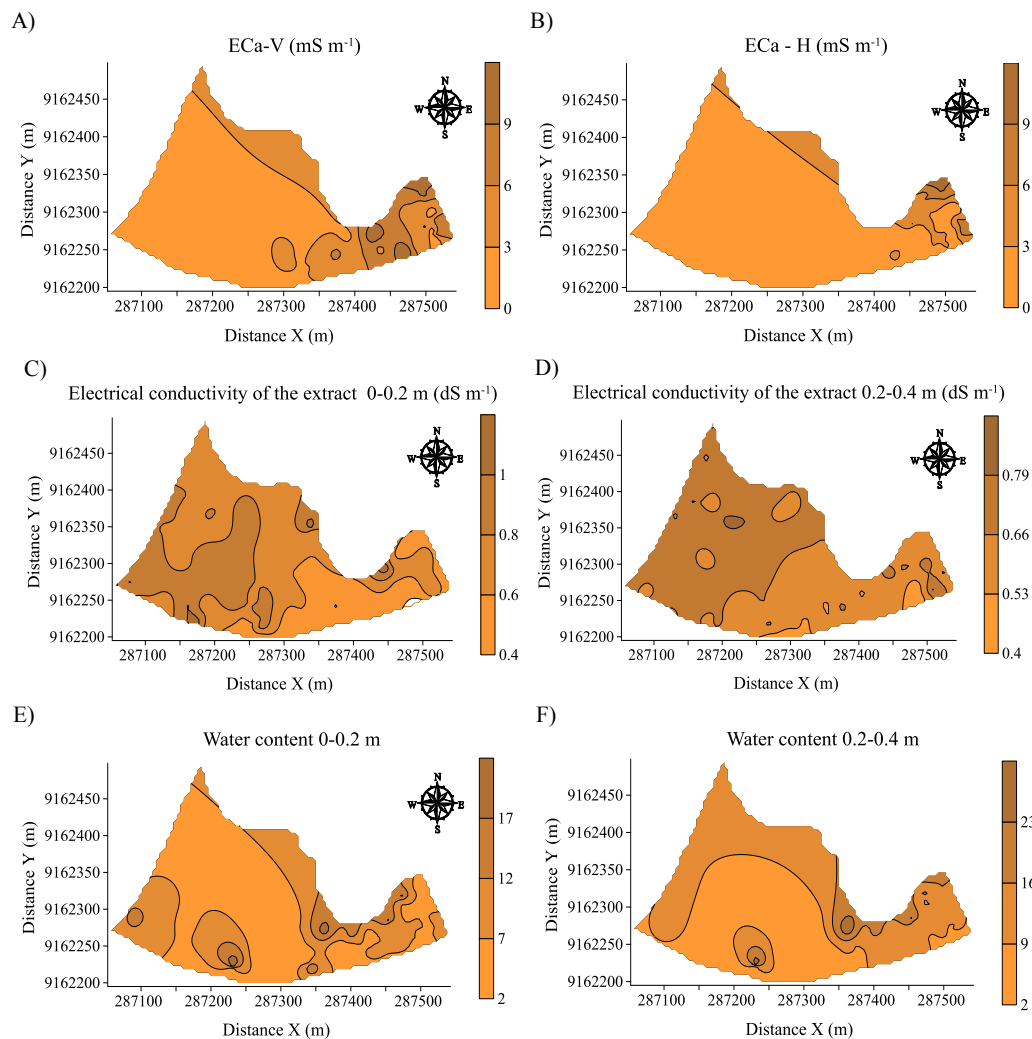 A)
ECa-V (mS m⁻¹)
Distance Y (m)
9162450
9162400
9162350
9162300
9162250
9162200
287100 287200 287300 287400 287500
Distance X (m)
N
W E
S
9
6
3
0
B)
ECa - H (mS m⁻¹)
Distance Y (m)
9162450
9162400
9162350
9162300
9162250
9162200
287100 287200 287300 287400 287500
Distance X (m)
N
W E
S
9
6
3
0
C)
Electrical conductivity of the extract 0-0.2 m (dS m⁻¹)
Distance Y (m)
9162450
9162400
9162350
9162300
9162250
9162200
287100 287200 287300 287400 287500
Distance X (m)
N
W E
S
1
0.8
0.6
0.4
D)
Electrical conductivity of the extract 0.2-0.4 m (dS m⁻¹)
Distance Y (m)
9162450
9162400
9162350
9162300
9162250
9162200
287100 287200 287300 287400 287500
Distance X (m)
N
W E
S
0.79
0.66
0.53
0.4
E)
Water content 0-0.2 m
Distance Y (m)
9162450
9162400
9162350
9162300
9162250
9162200
287100 287200 287300 287400 287500
Distance X (m)
N
W E
S
17
12
7
2
F)
Water content 0.2-0.4 m
Distance Y (m)
9162450
9162400
9162350
9162300
9162250
9162200
287100 287200 287300 287400 287500
Distance X (m)
23
16
9
2